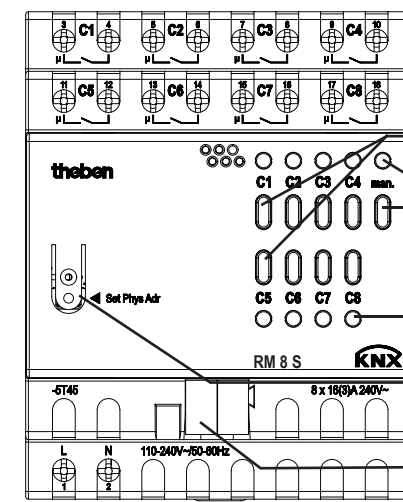 3 C1 4 5 C2 6 7 C3 8 9 C4 10
µ µ µ µ
11 C5 12 13 C6 14 15 C7 16 17 C8 18
µ µ µ µ
theben
C1 C2 C3 C4 man.
Set Phys Adr
C5 C6 C7 C8
RM 8 S KNX
-5T45 8 x 16(3)A 240V~
L N 110-240V~/50-60Hz
1 2